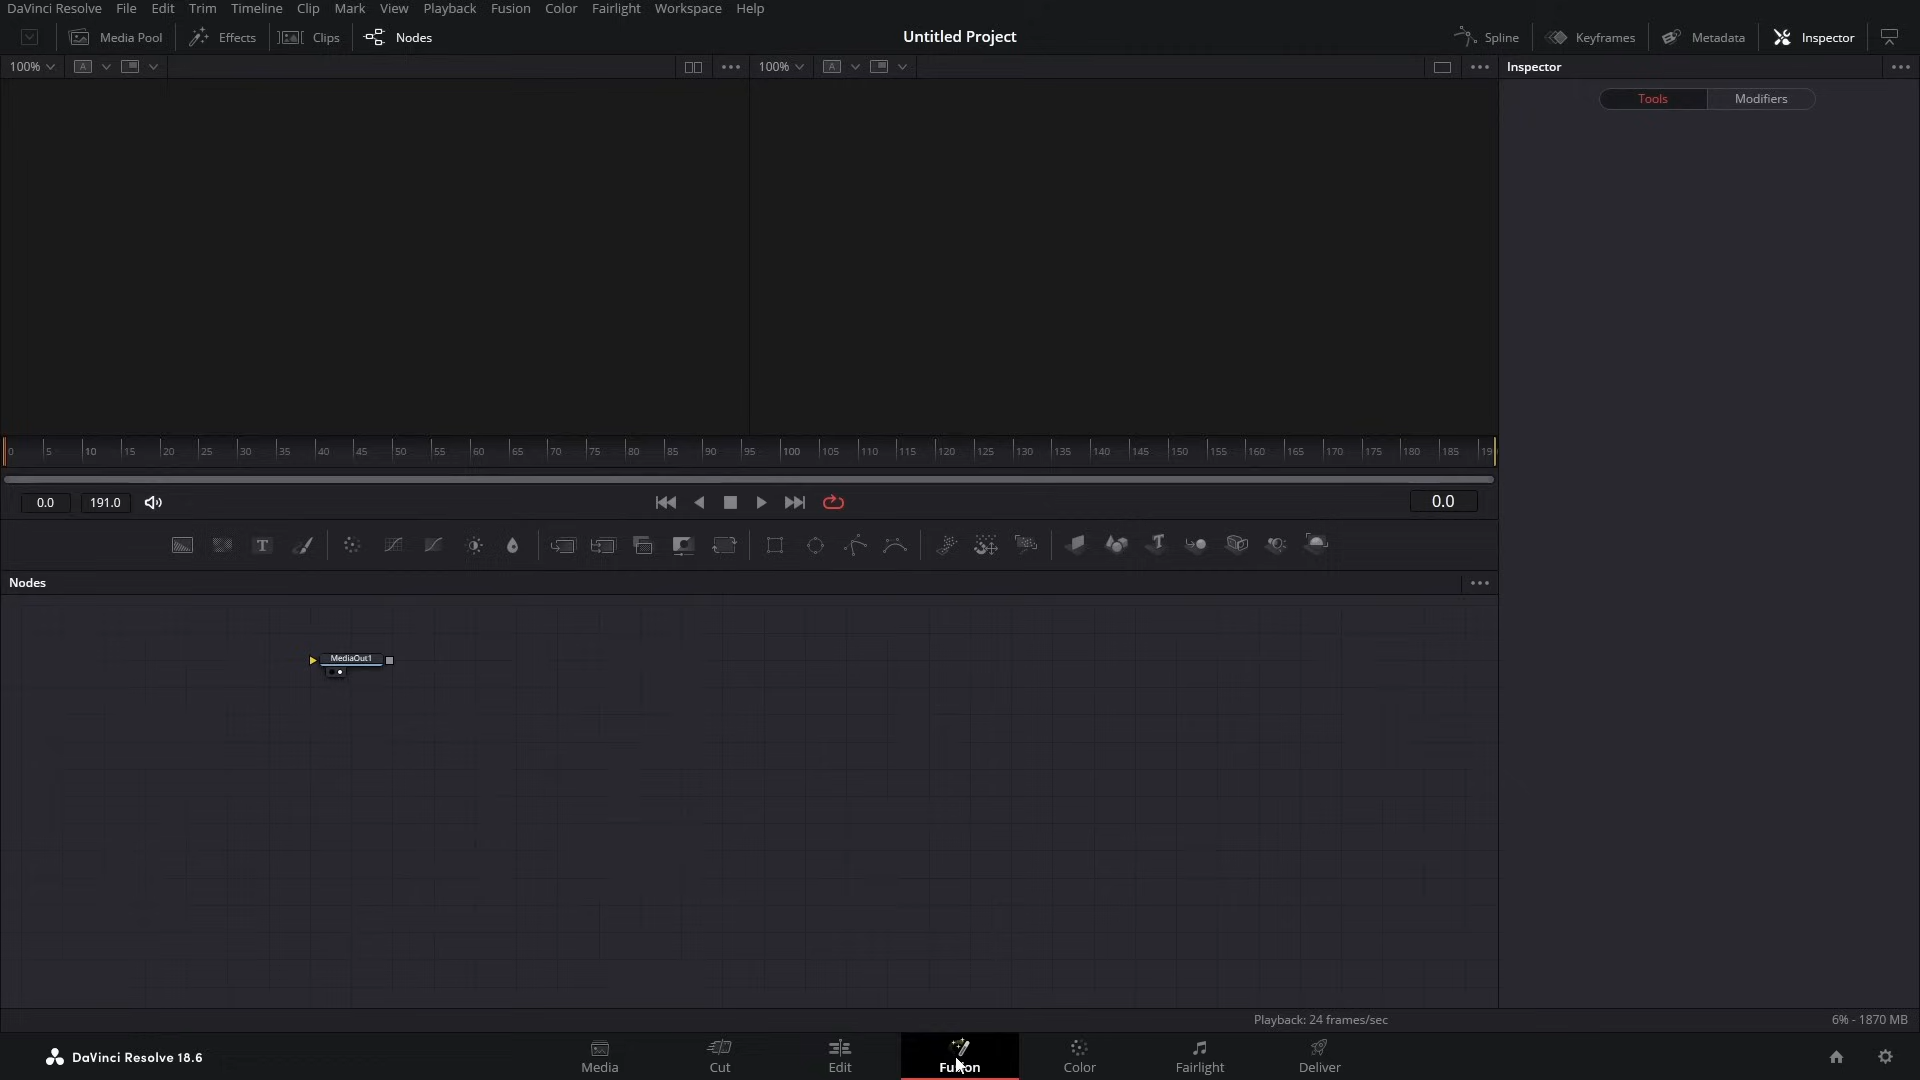 DaVinci Resolve File Edit Trim Timeline Clip Mark View Playback Fusion Color Fairlight Workspace Help
Media Pool Effects Clips Nodes Untitled Project Spline Keyframes Metadata Inspector
100% A 100% A Inspector
Tools Modifiers
0 5 10 15 20 25 30 35 40 45 50 55 60 65 70 75 80 85 90 95 100 105 110 115 120 125 130 135 140 145 150 155 160 165 170 175 180 185
0.0 191.0 0.0
T T
Nodes
MediaOut1
Playback: 24 frames/sec 6% - 1870 MB
DaVinci Resolve 18.6 Media Cut Edit Fusion Color Fairlight Deliver